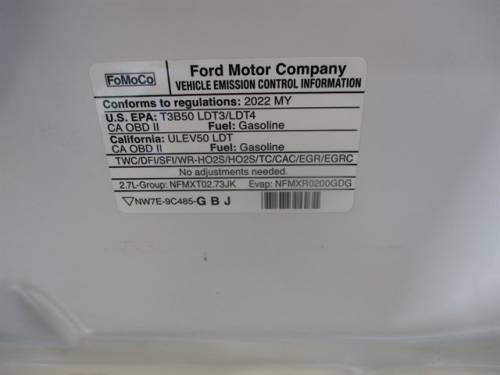 FoMoCo
Ford Motor Company
VEHICLE EMISSION CONTROL INFORMATION
Conforms to regulations: 2022 MY
U.S. EPA: T3B50 LDT3/LDT4
CA OBD II Fuel: Gasoline
California: ULEV50 LDT
CA OBD II Fuel: Gasoline
TWC/DFI/SFI/WR-HO2S/HO2S/TC/CAC/EGR/EGRC
No adjustments needed.
2.7L-Group: NFMXT02.73JK Evap: NFMXR0200GDG
NW7E-9C485-GBJ